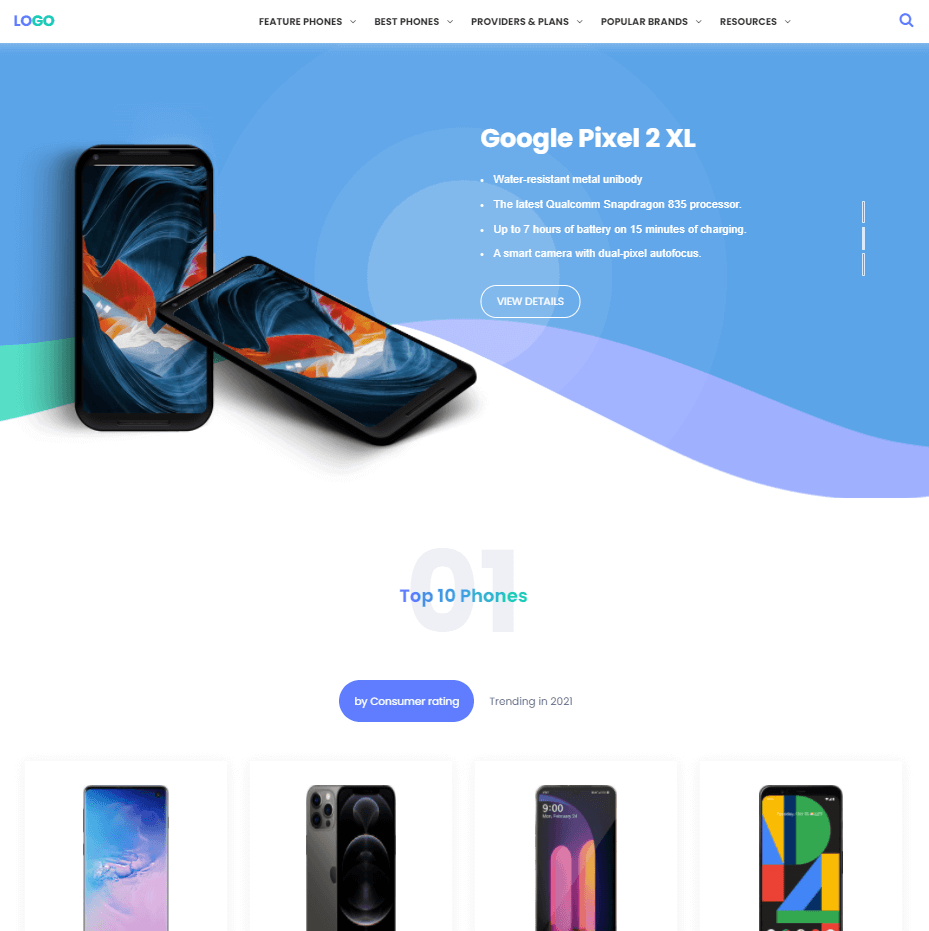 LOGO
FEATURE PHONES
BEST PHONES
PROVIDERS & PLANS
POPULAR BRANDS
RESOURCES
Google Pixel 2 XL
Water-resistant metal unibody
The latest Qualcomm Snapdragon 835 processor.
Up to 7 hours of battery on 15 minutes of charging.
A smart camera with dual-pixel autofocus.
VIEW DETAILS
01
Top 10 Phones
by Consumer rating
Trending in 2021
9:00
Mon, February 24